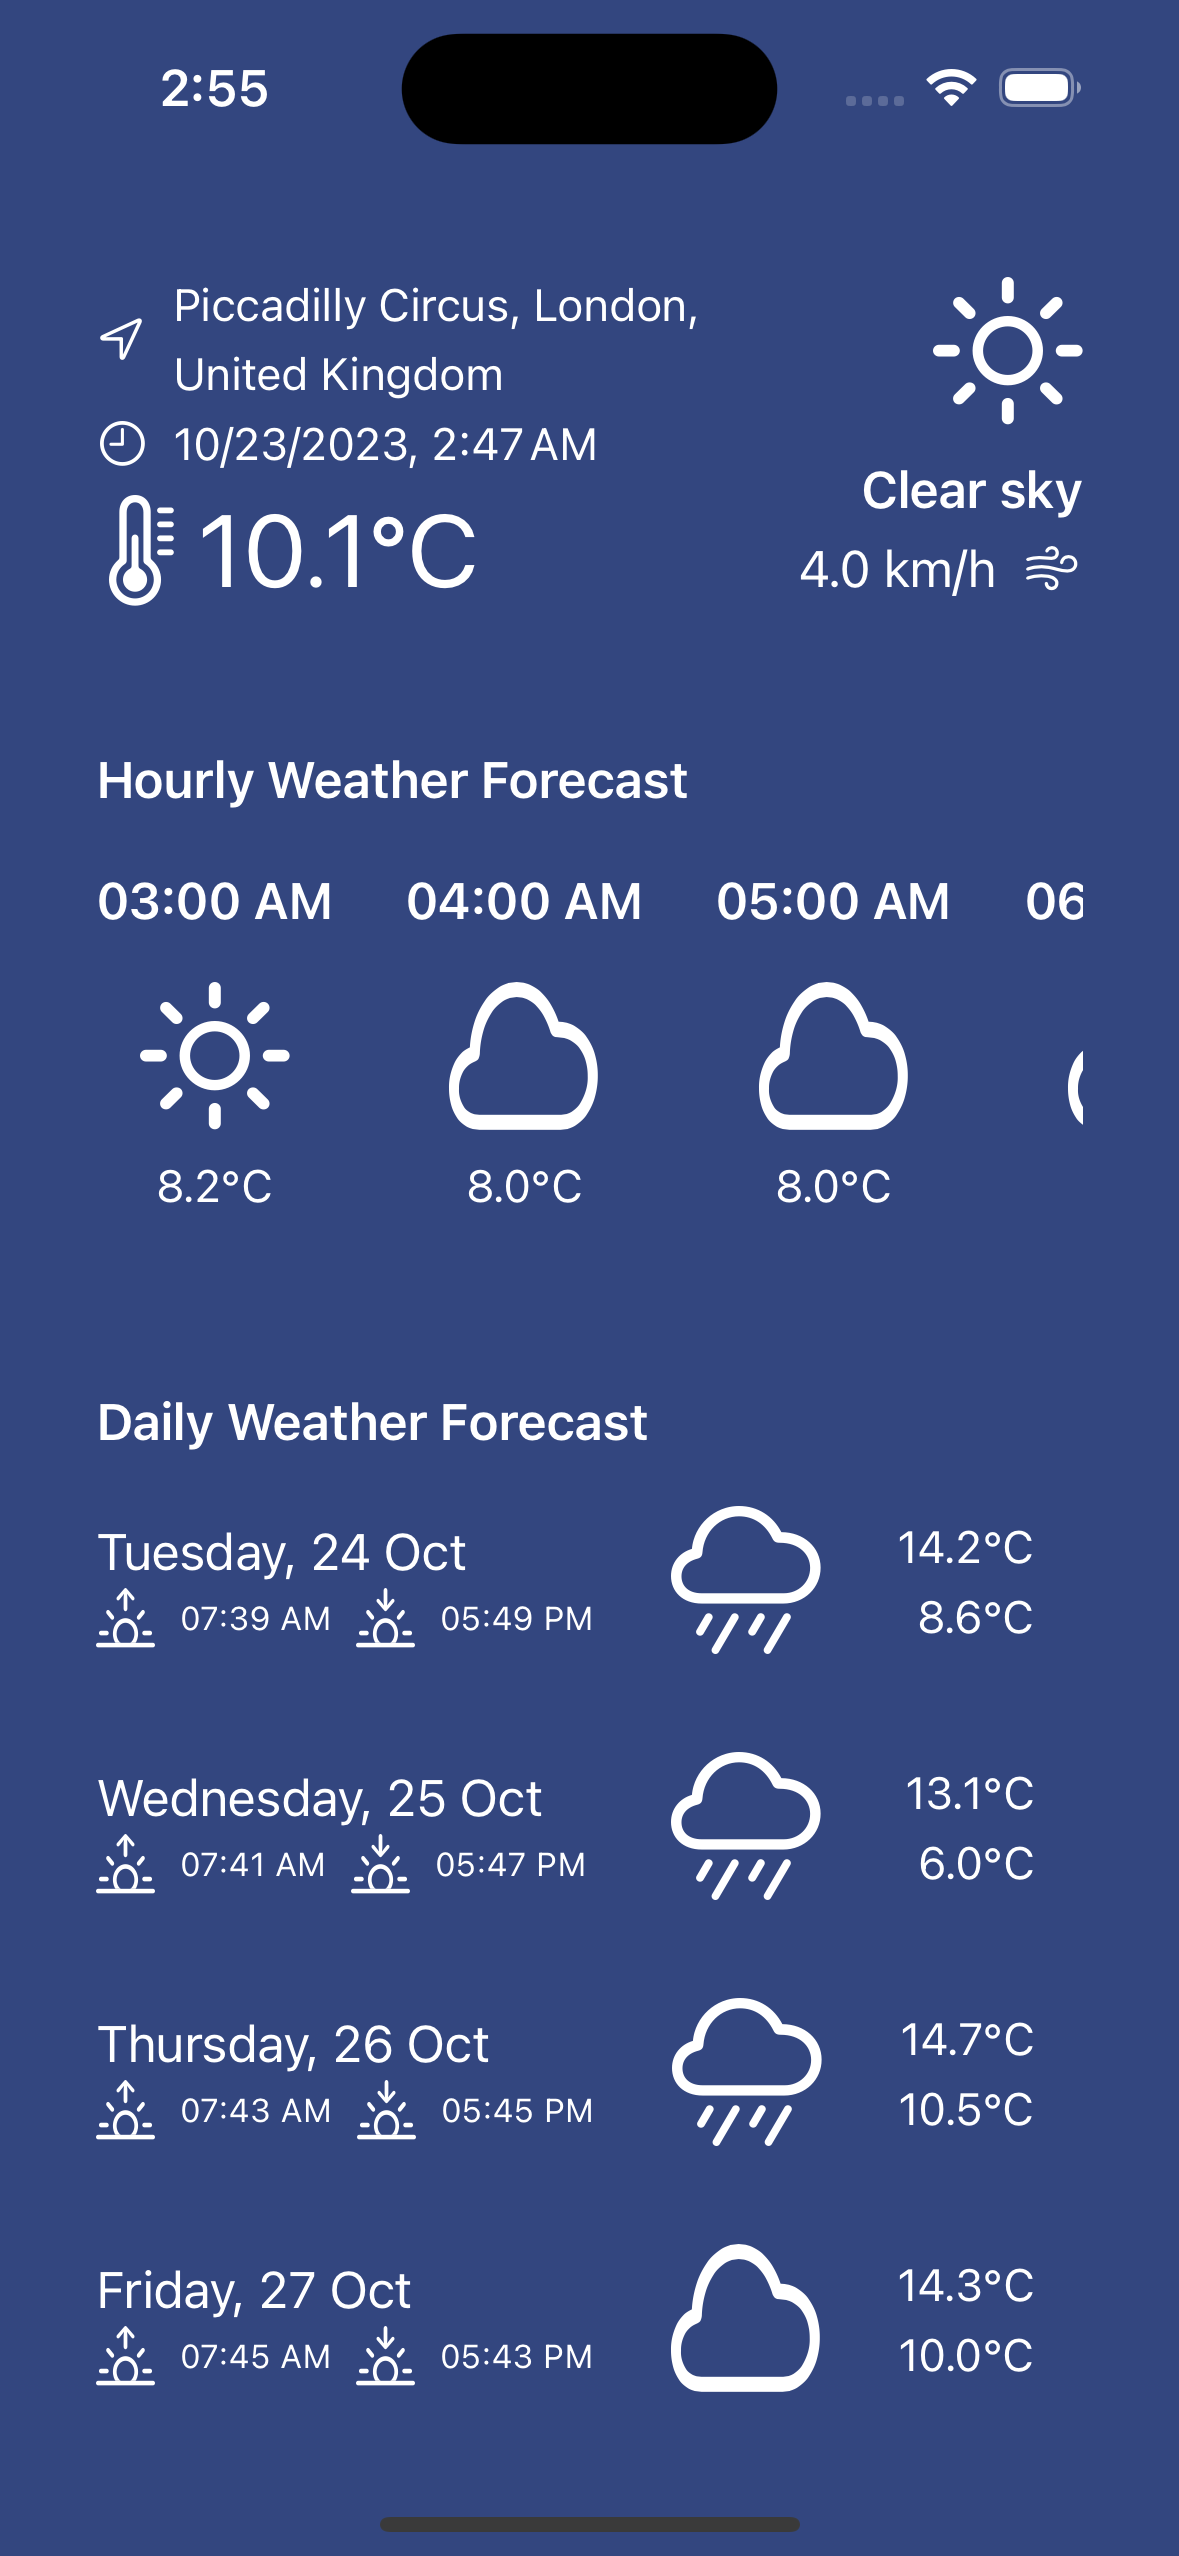 2:55
Piccadilly Circus, London,
United Kingdom
10/23/2023, 2:47 AM
10.1°C
Clear sky
4.0 km/h
Hourly Weather Forecast
03:00 AM 04:00 AM 05:00 AM 06
8.2°C 8.0°C 8.0°C
Daily Weather Forecast
Tuesday, 24 Oct
07:39 AM 05:49 PM
14.2°C
8.6°C
Wednesday, 25 Oct
07:41 AM 05:47 PM
13.1°C
6.0°C
Thursday, 26 Oct
07:43 AM 05:45 PM
14.7°C
10.5°C
Friday, 27 Oct
07:45 AM 05:43 PM
14.3°C
10.0°C